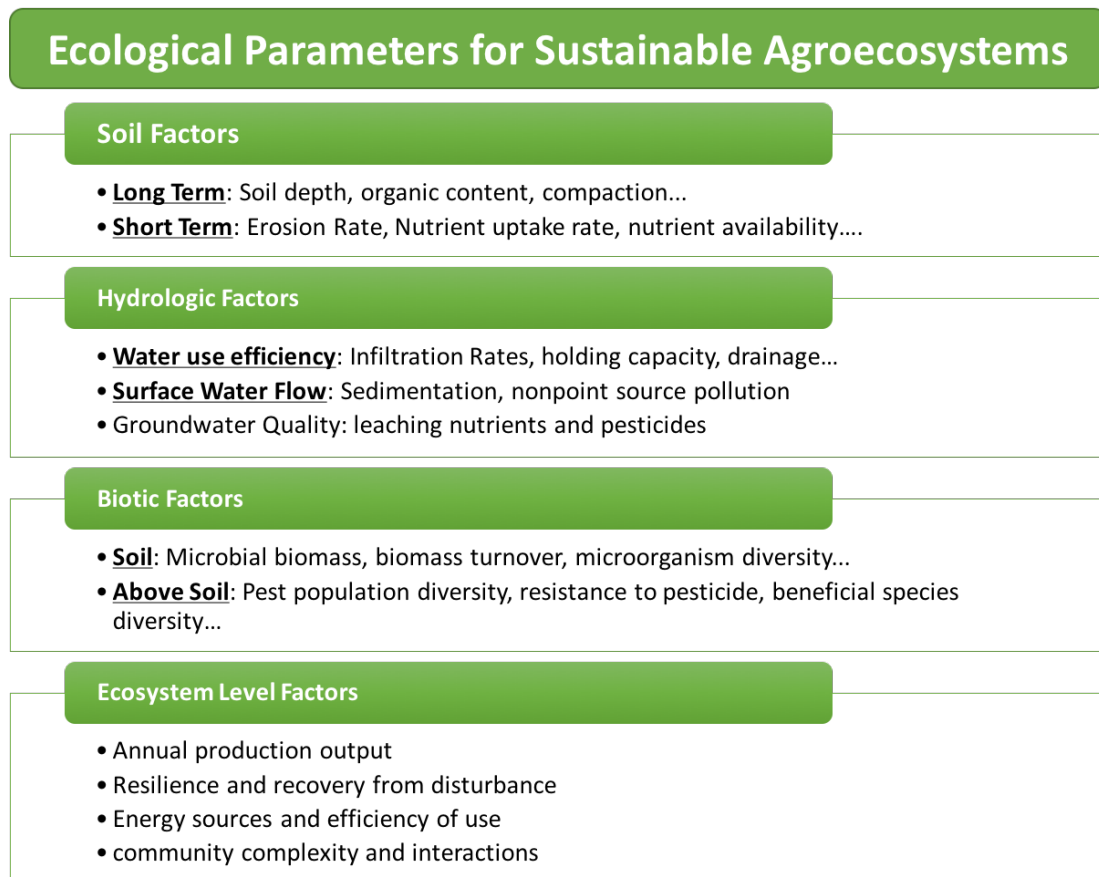 Ecological Parameters for Sustainable Agroecosystems
Soil Factors
• Long Term: Soil depth, organic content, compaction...
• Short Term: Erosion Rate, Nutrient uptake rate, nutrient availability….
Hydrologic Factors
• Water use efficiency: Infiltration Rates, holding capacity, drainage…
• Surface Water Flow: Sedimentation, nonpoint source pollution
• Groundwater Quality: leaching nutrients and pesticides
Biotic Factors
• Soil: Microbial biomass, biomass turnover, microorganism diversity...
• Above Soil: Pest population diversity, resistance to pesticide, beneficial species
diversity…
Ecosystem Level Factors
• Annual production output
• Resilience and recovery from disturbance
• Energy sources and efficiency of use
• community complexity and interactions